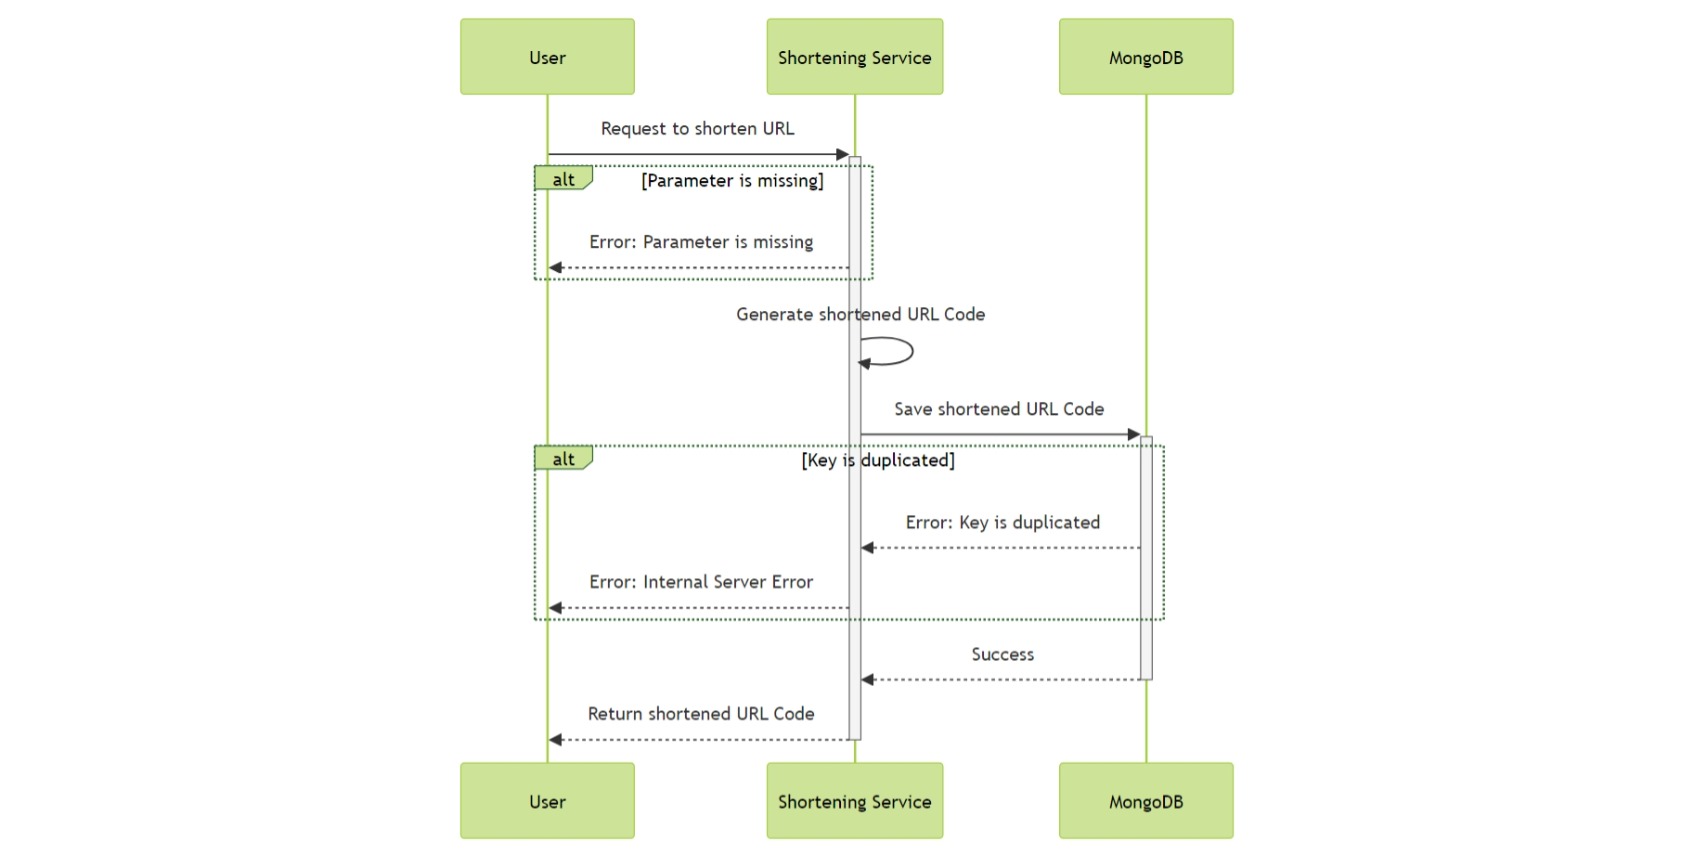 User
Shortening Service
MongoDB
Request to shorten URL
alt
[Parameter is missing]
Error: Parameter is missing
Generate shortened URL Code
Save shortened URL Code
alt
[Key is duplicated]
Error: Key is duplicated
Error: Internal Server Error
Success
Return shortened URL Code
User
Shortening Service
MongoDB